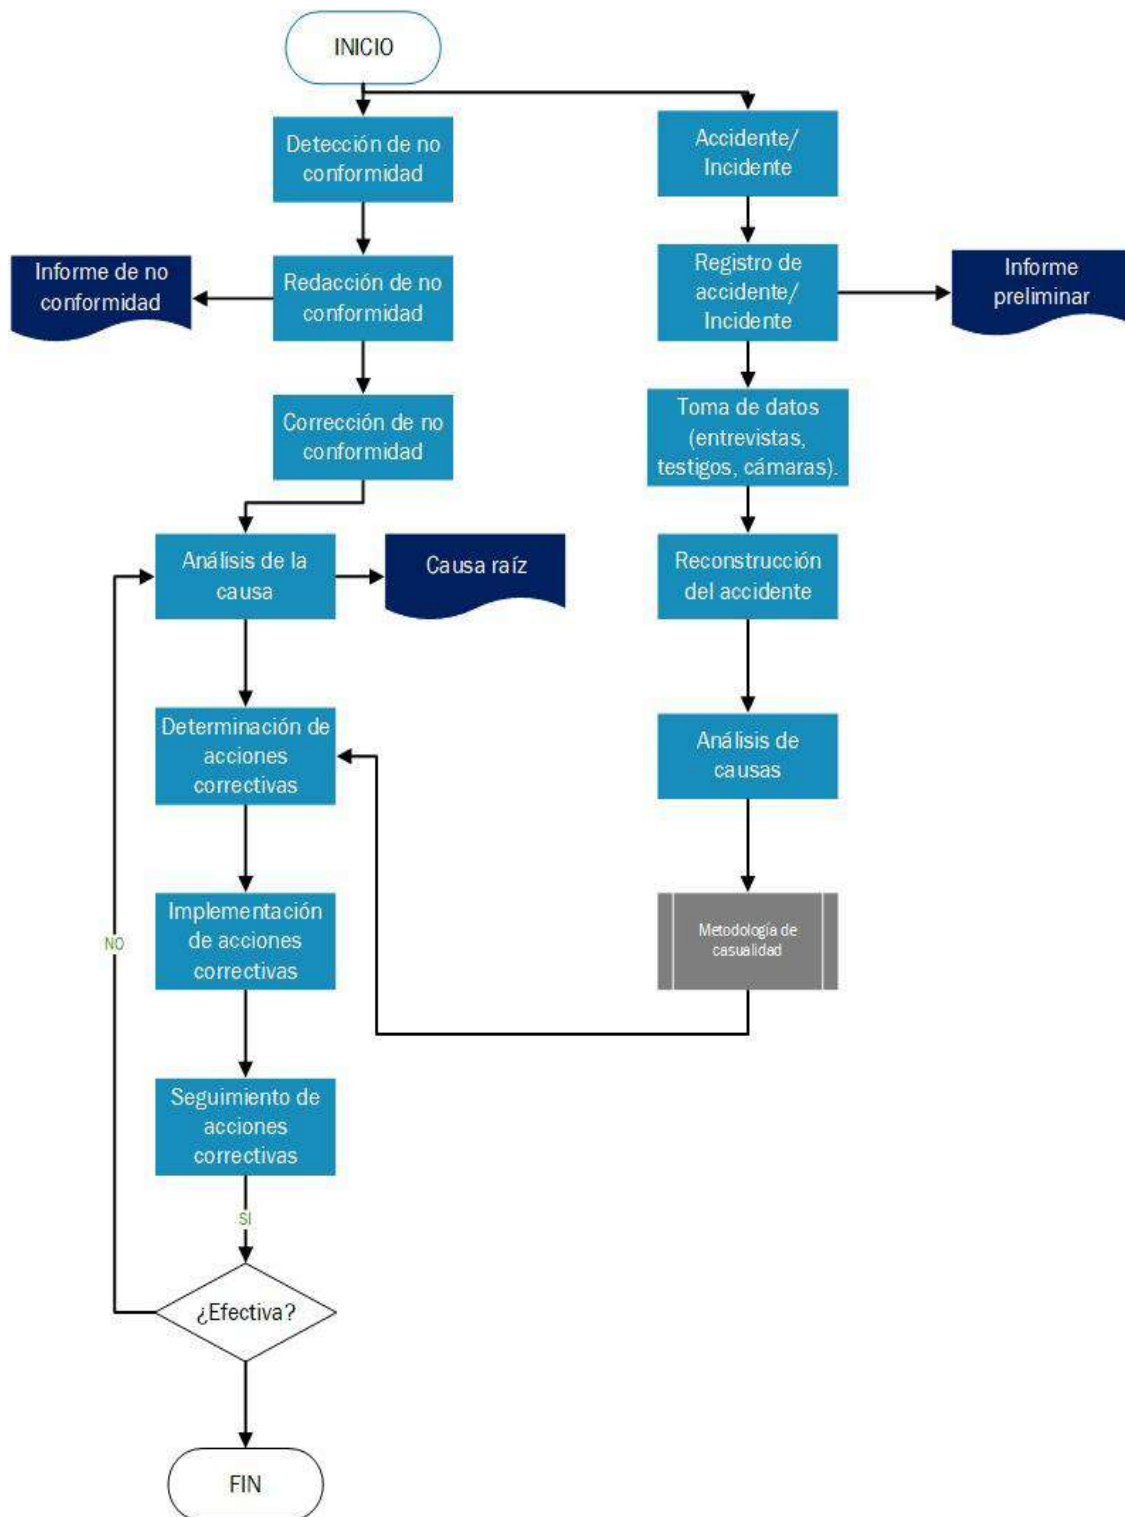 INICIO
Detección de no
conformidad
Accidente/
Incidente
Informe de no
conformidad
Redacción de no
conformidad
Registro de
accidente/
Incidente
Informe
preliminar
Corrección de no
conformidad
Toma de datos
(entrevistas,
testigos, cámaras).
Análisis de la
causa
Causa raíz
Reconstrucción
del accidente
Determinación de
acciones
correctivas
Análisis de
causas
Implementación
de acciones
correctivas
Metodología de
casualidad
NO
Seguimiento de
acciones
correctivas
SI
¿Efectiva?
FIN